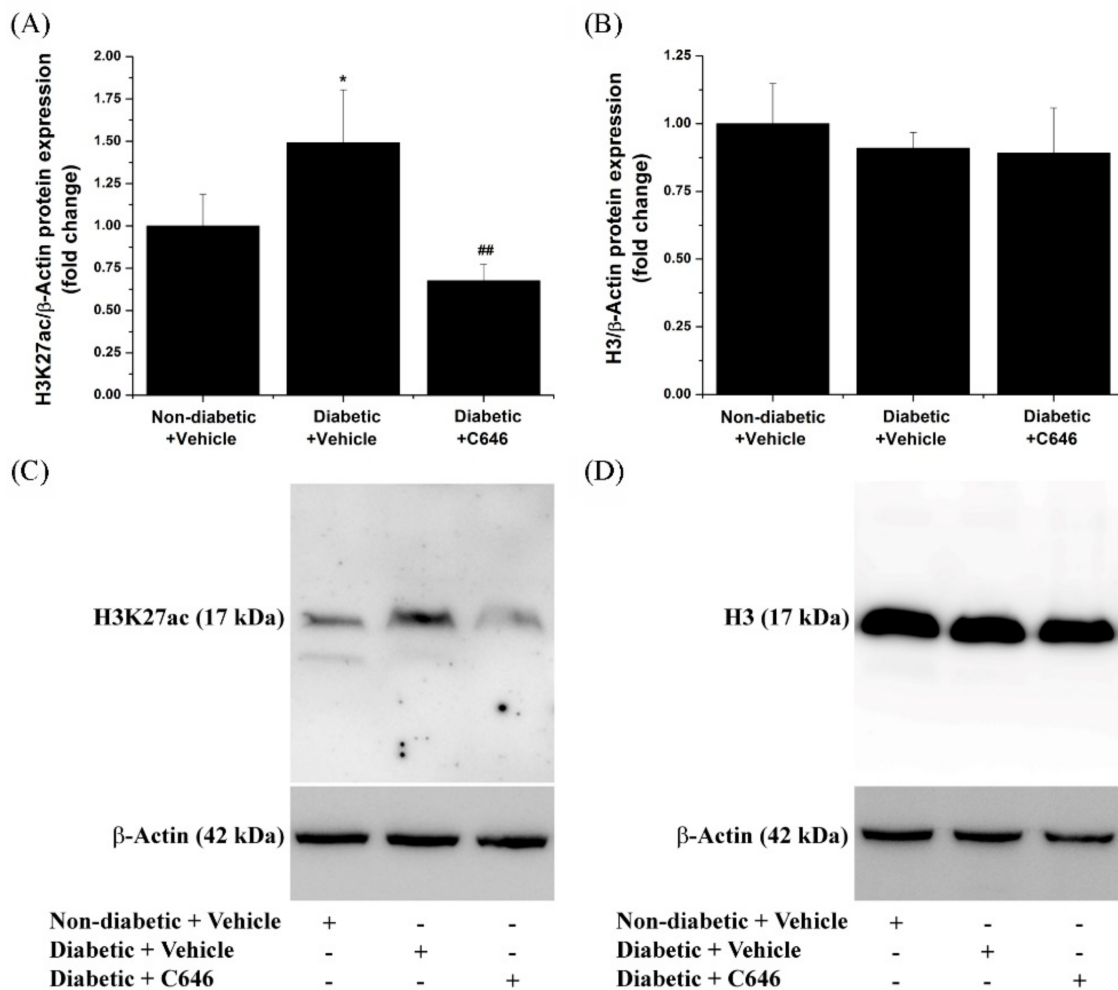 (A)
H3K27ac/β-Actin protein expression
(fold change)
2.00
1.75
1.50
1.25
1.00
0.75
0.50
0.25
0.00
*
##
Non-diabetic
+Vehicle
Diabetic
+Vehicle
Diabetic
+C646
(B)
H3/β-Actin protein expression
(fold change)
1.25
1.00
0.75
0.50
0.25
0.00
Non-diabetic
+Vehicle
Diabetic
+Vehicle
Diabetic
+C646
(C)
H3K27ac (17 kDa)
β-Actin (42 kDa)
Non-diabetic + Vehicle + - -
Diabetic + Vehicle - + -
Diabetic + C646 - - +
(D)
H3 (17 kDa)
β-Actin (42 kDa)
Non-diabetic + Vehicle + - -
Diabetic + Vehicle - + -
Diabetic + C646 - - +